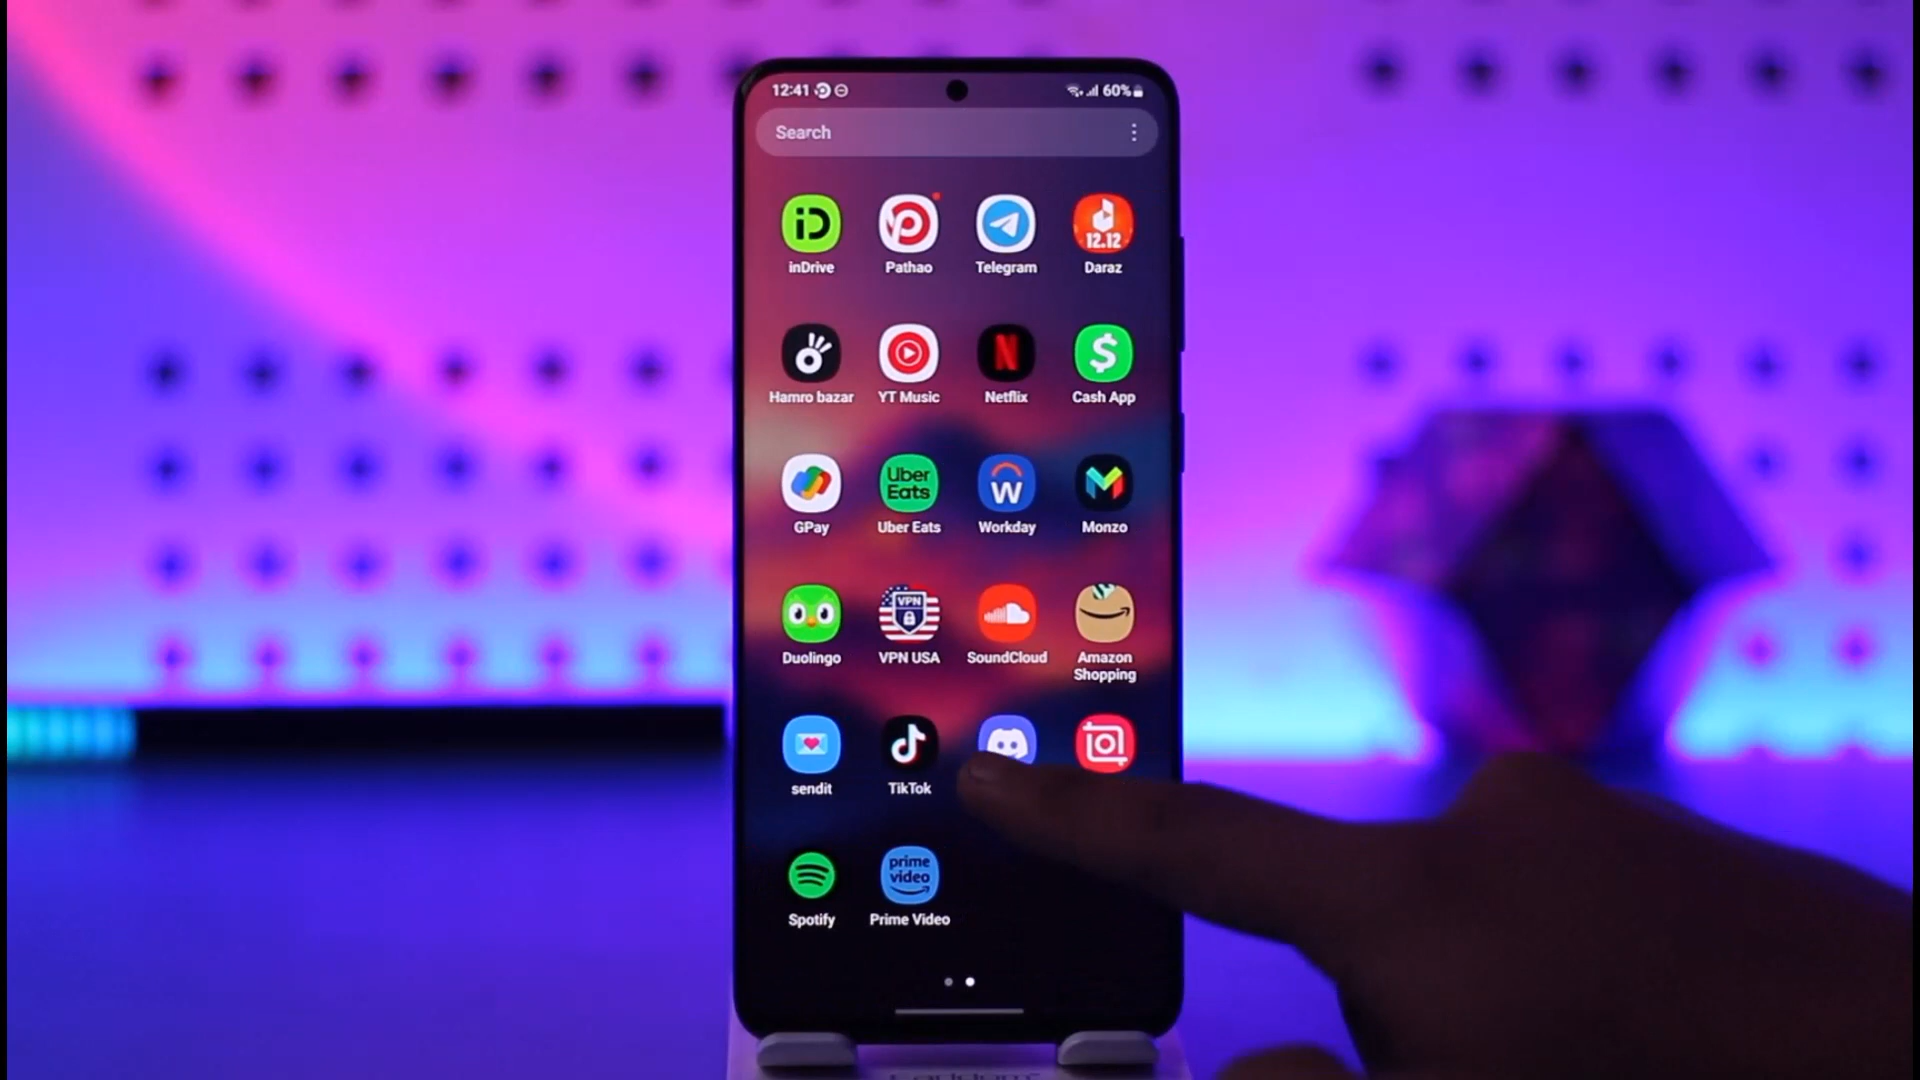 12:41
60%
Search
iD
12.12
inDrive
Pathao
Telegram
Daraz
N
$
Hamro bazar
YT Music
Netflix
Cash App
Uber
Eats
W
GPay
Uber Eats
Workday
Monzo
VPN
Duolingo
VPN USA
SoundCloud
Amazon
Shopping
sendit
TikTok
prime
video
Spotify
Prime Video